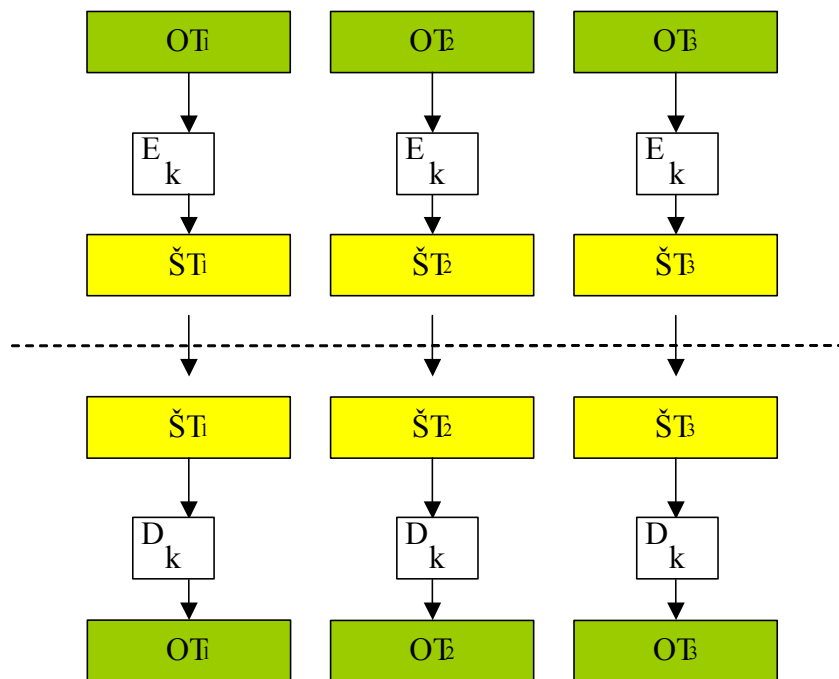 OT1 OT2 OT3
E E E
k k k
ŠT1 ŠT2 ŠT3
ŠT1 ŠT2 ŠT3
D D D
k k k
OT1 OT2 OT3